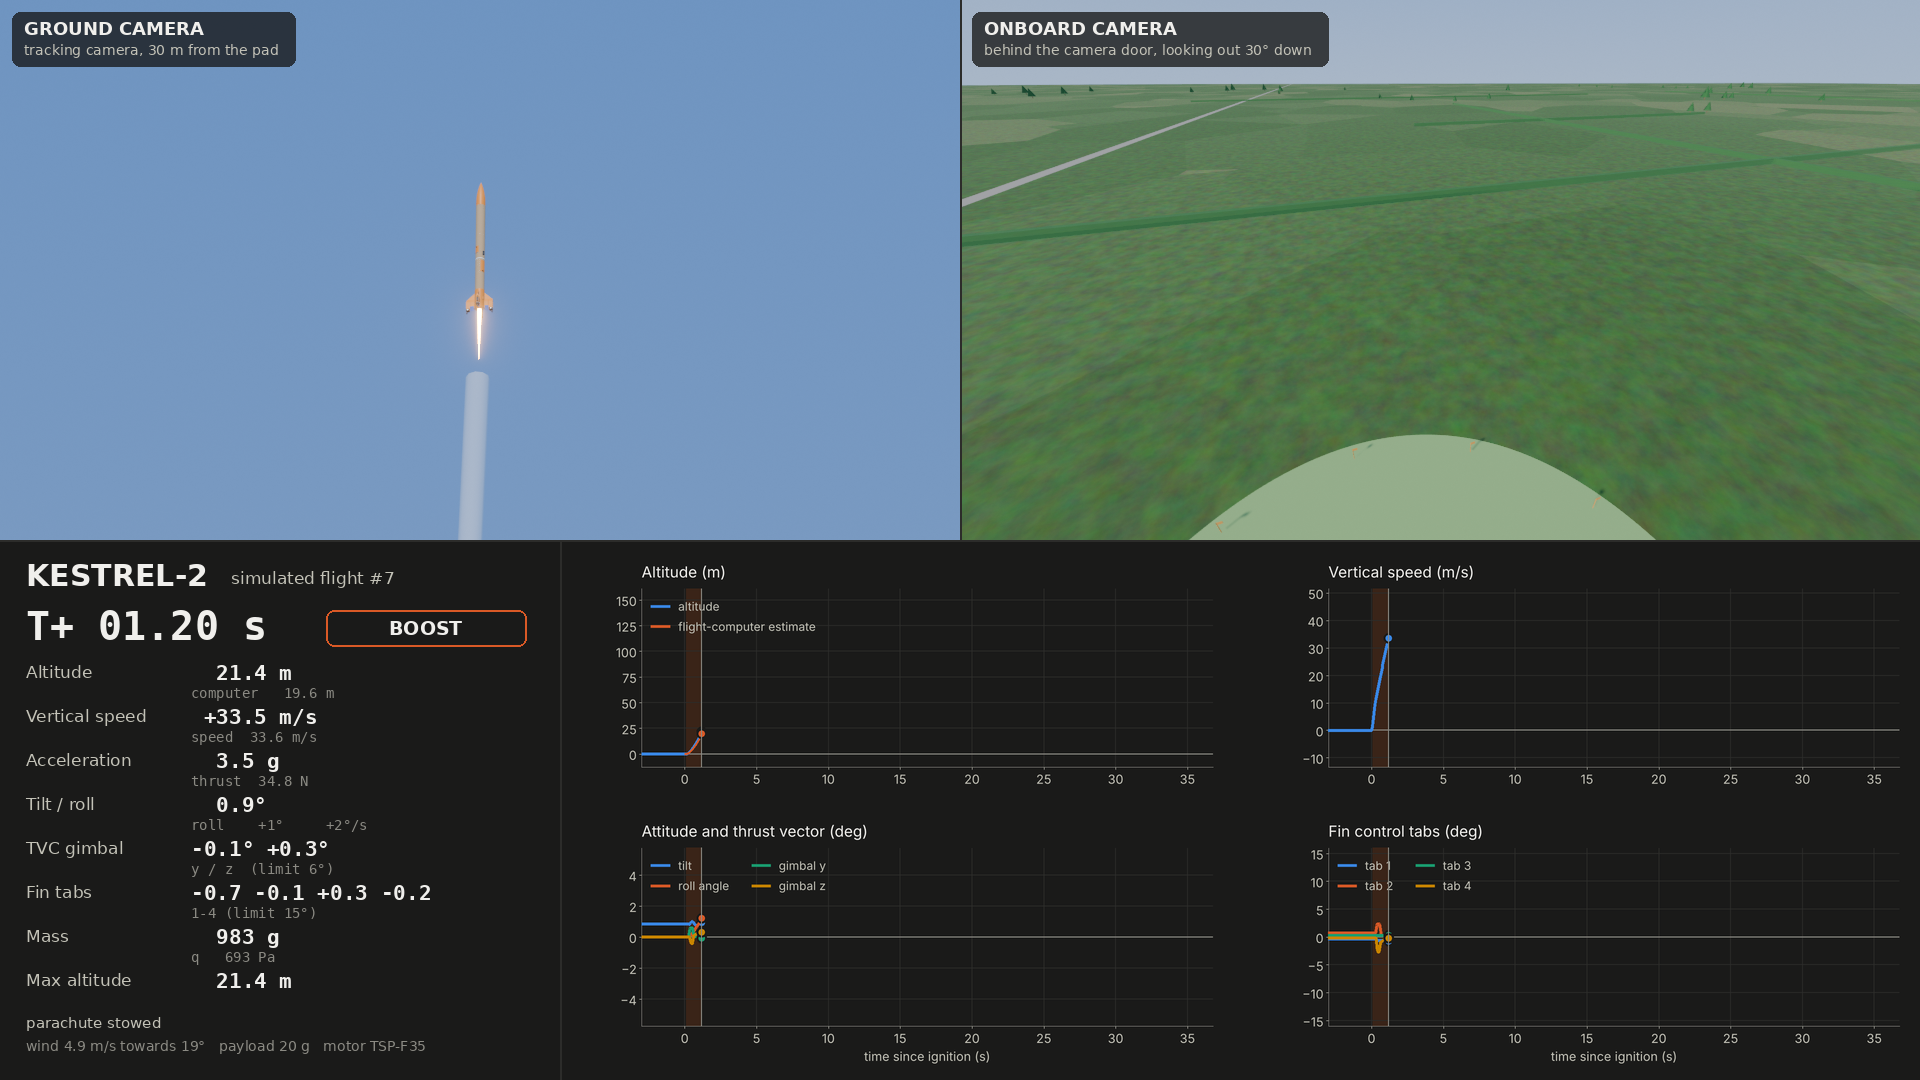 GROUND CAMERA
tracking camera, 30 m from the pad
ONBOARD CAMERA
behind the camera door, looking out 30° down
KESTREL-2 simulated flight #7
T+ 01.20 s BOOST
Altitude 21.4 m
computer 19.6 m
Vertical speed +33.5 m/s
speed 33.6 m/s
Acceleration 3.5 g
thrust 34.8 N
Tilt / roll 0.9°
roll +1° +2°/s
TVC gimbal -0.1° +0.3°
y / z (limit 6°)
Fin tabs -0.7 -0.1 +0.3 -0.2
1-4 (limit 15°)
Mass 983 g
q 693 Pa
Max altitude 21.4 m
parachute stowed
wind 4.9 m/s towards 19° payload 20 g motor TSP-F35
Altitude (m)
altitude
flight-computer estimate
150
125
100
75
50
25
0
0 5 10 15 20 25 30 35
Vertical speed (m/s)
50
40
30
20
10
0
−10
0 5 10 15 20 25 30 35
Attitude and thrust vector (deg)
tilt gimbal y
roll angle gimbal z
4
2
0
−2
−4
0 5 10 15 20 25 30 35
time since ignition (s)
Fin control tabs (deg)
tab 1 tab 3
tab 2 tab 4
15
10
5
0
−5
−10
−15
0 5 10 15 20 25 30 35
time since ignition (s)